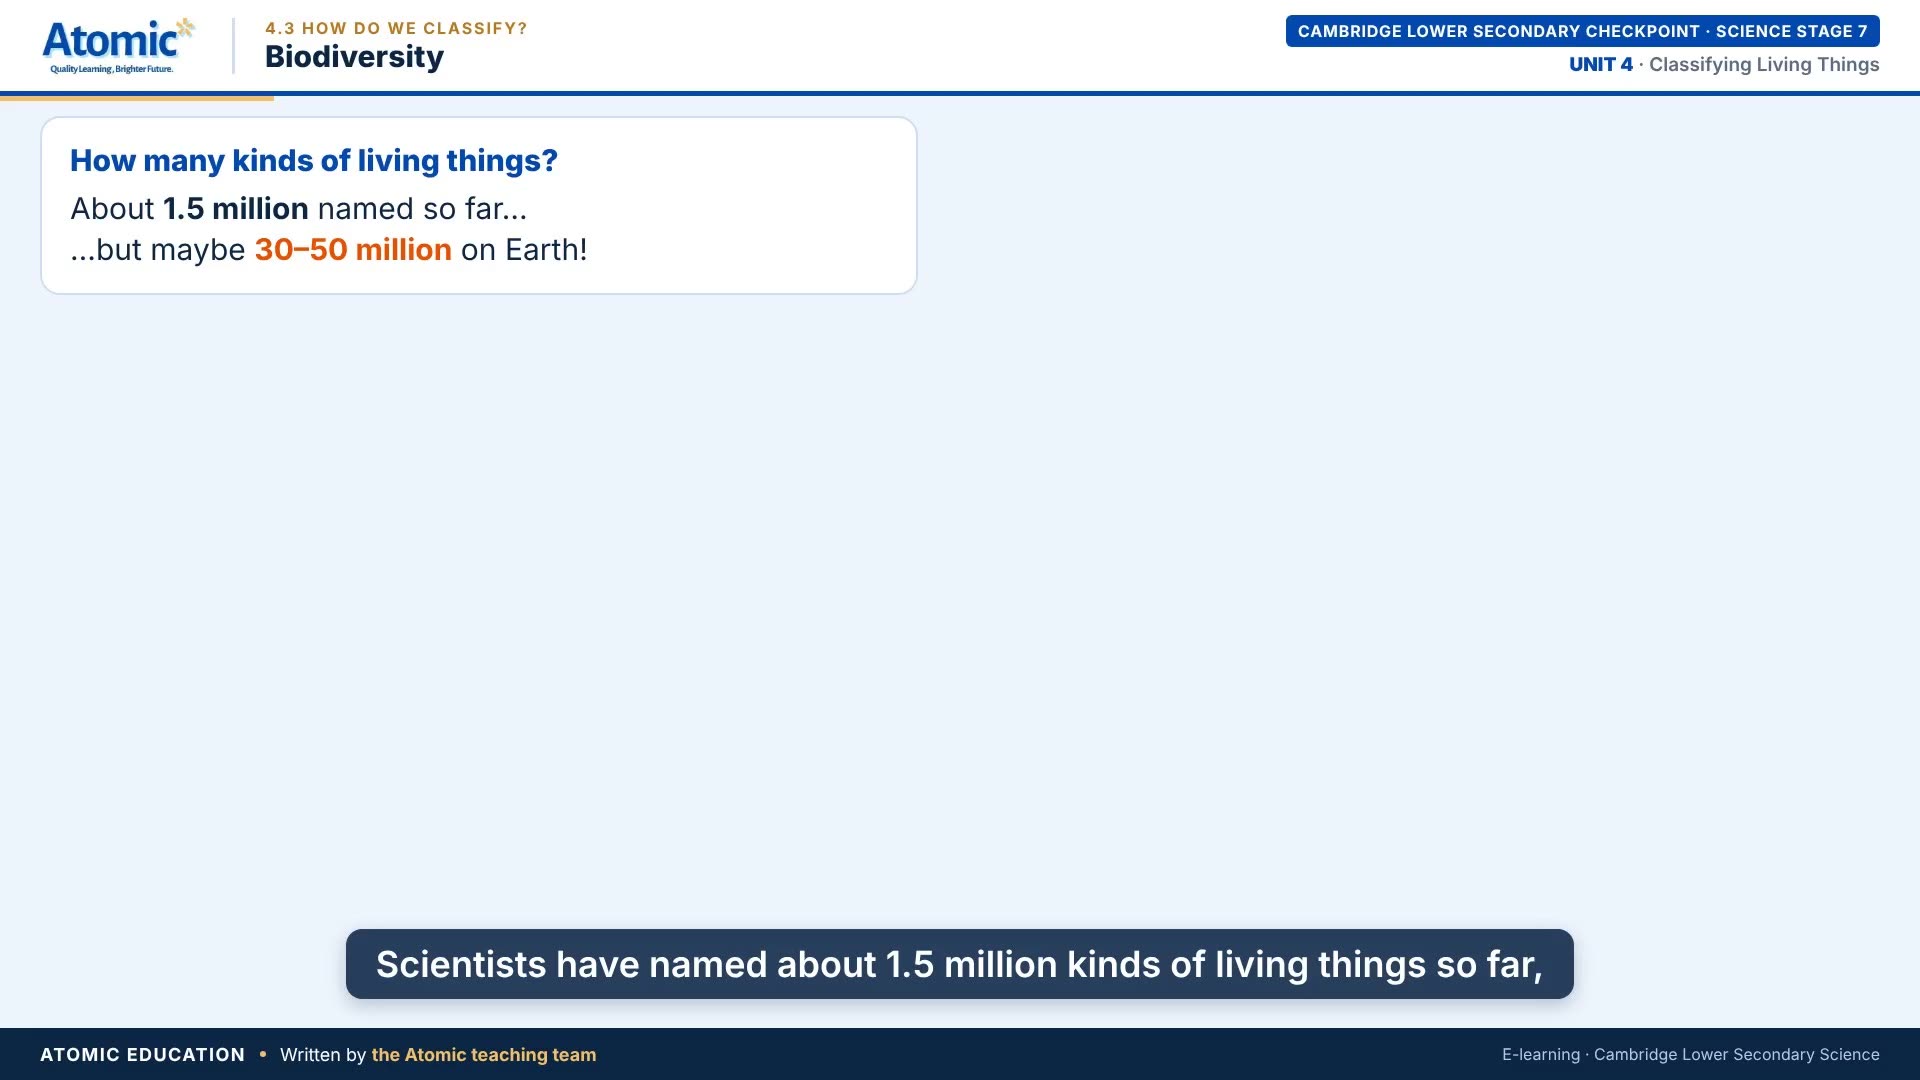 Atomic
Quality Learning, Brighter Future.
4.3 HOW DO WE CLASSIFY?
Biodiversity
CAMBRIDGE LOWER SECONDARY CHECKPOINT · SCIENCE STAGE 7
UNIT 4 · Classifying Living Things
How many kinds of living things?
About 1.5 million named so far...
...but maybe 30–50 million on Earth!
Scientists have named about 1.5 million kinds of living things so far,
ATOMIC EDUCATION • Written by the Atomic teaching team
E-learning · Cambridge Lower Secondary Science